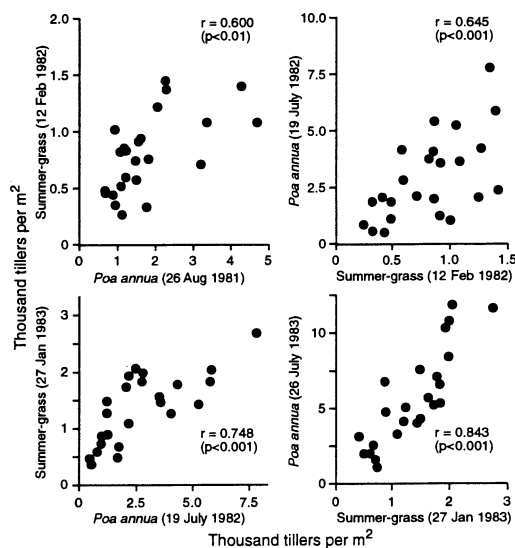 Thousand tillers per m²
Summer-grass (12 Feb 1982)
2.0
1.5
1.0
0.5
0
r = 0.600
(p<0.01)
0 1 2 3 4 5
Poa annua (26 Aug 1981)
Poa annua (19 July 1982)
10.0
7.5
5.0
2.5
0
r = 0.645
(p<0.001)
0 0.5 1.0 1.5
Summer-grass (12 Feb 1982)
Summer-grass (27 Jan 1983)
3
2
1
0
r = 0.748
(p<0.001)
0 2.5 5.0 7.5
Poa annua (19 July 1982)
Poa annua (26 July 1983)
10
5
0
r = 0.843
(p<0.001)
0 1 2 3
Summer-grass (27 Jan 1983)
Thousand tillers per m²